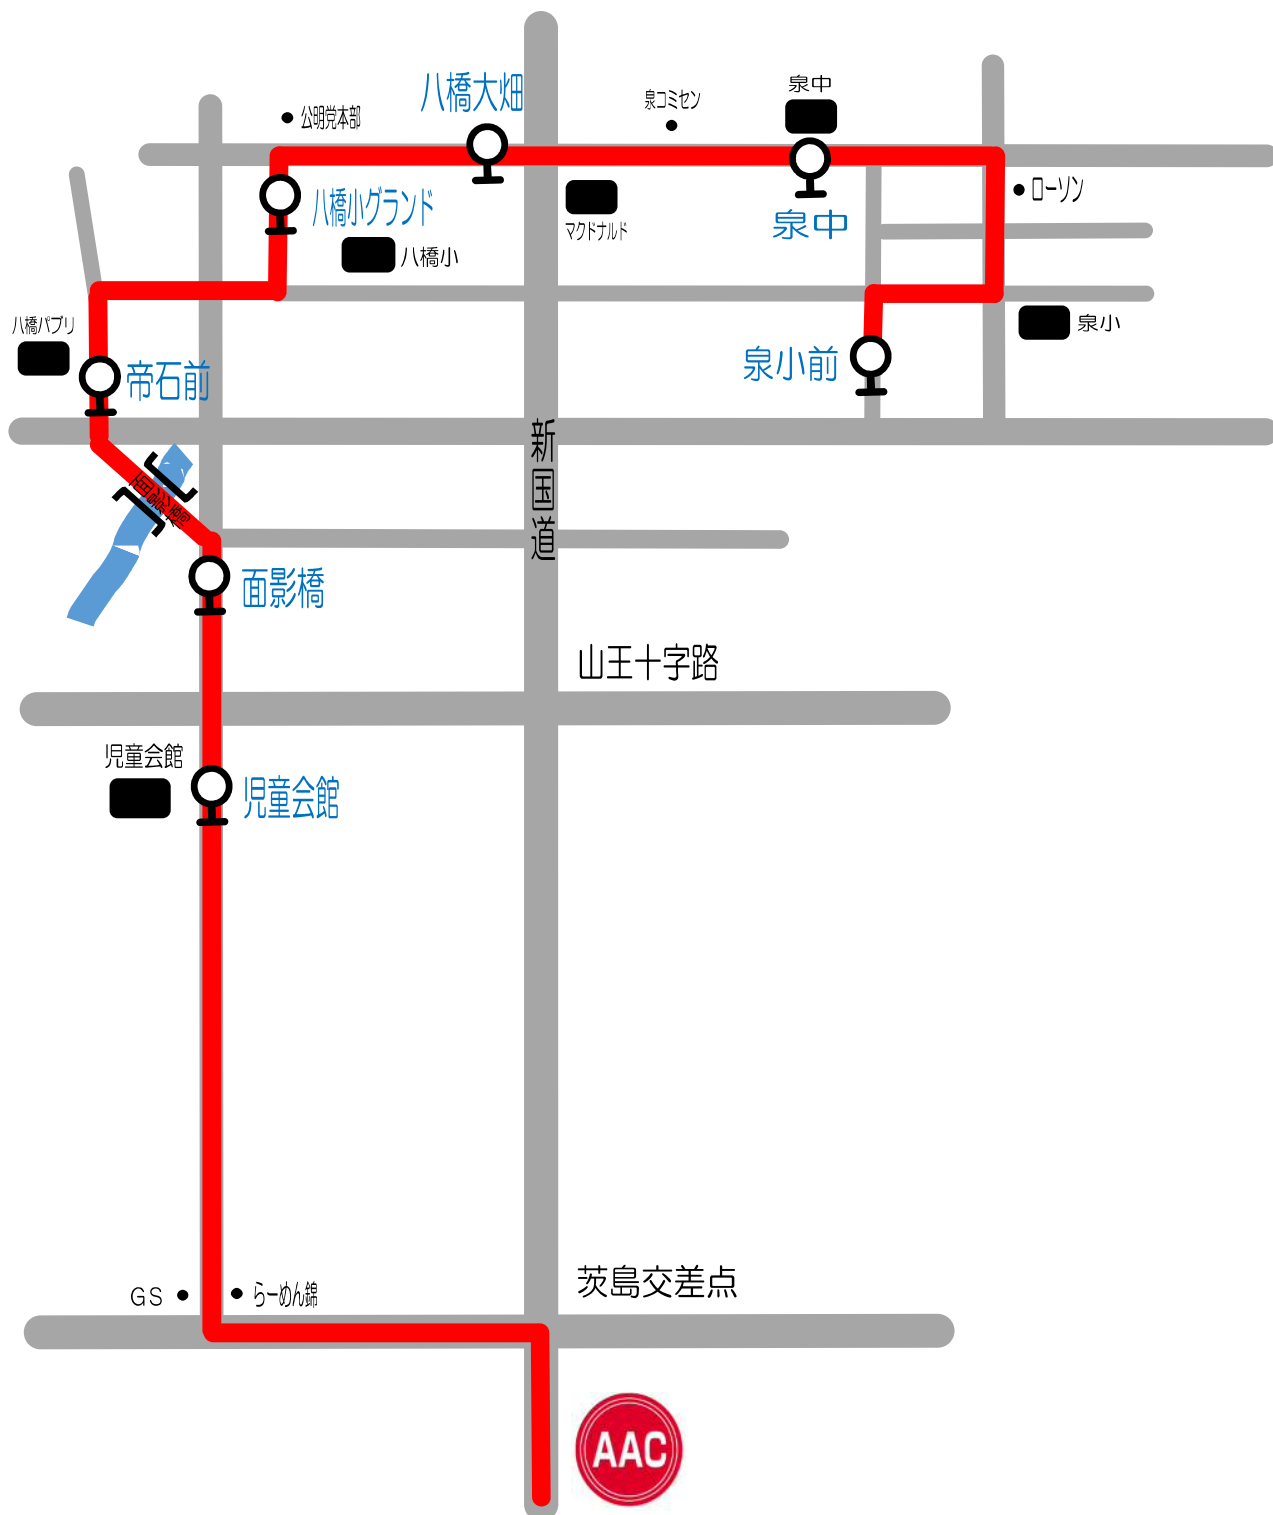 八橋大畑
泉中
泉コミセン
公明党本部
ローソン
八橋小グランド
泉中
マクドナルド
八橋小
八橋パブリ
泉小
泉小前
帝石前
新国道
面影橋
面影橋
山王十字路
児童会館
児童会館
茨島交差点
GS
らーめん錦
AAC